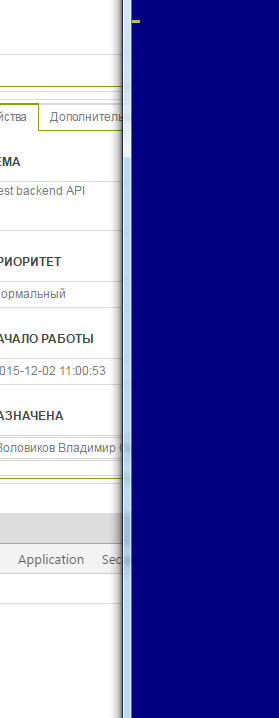 йства Дополнитель
ЕМА
est backend API
РИОРИТЕТ
ормальный
АЧАЛО РАБОТЫ
015-12-02 11:00:53
АЗНАЧЕНА
Воловиков Владимир С
Application Sec